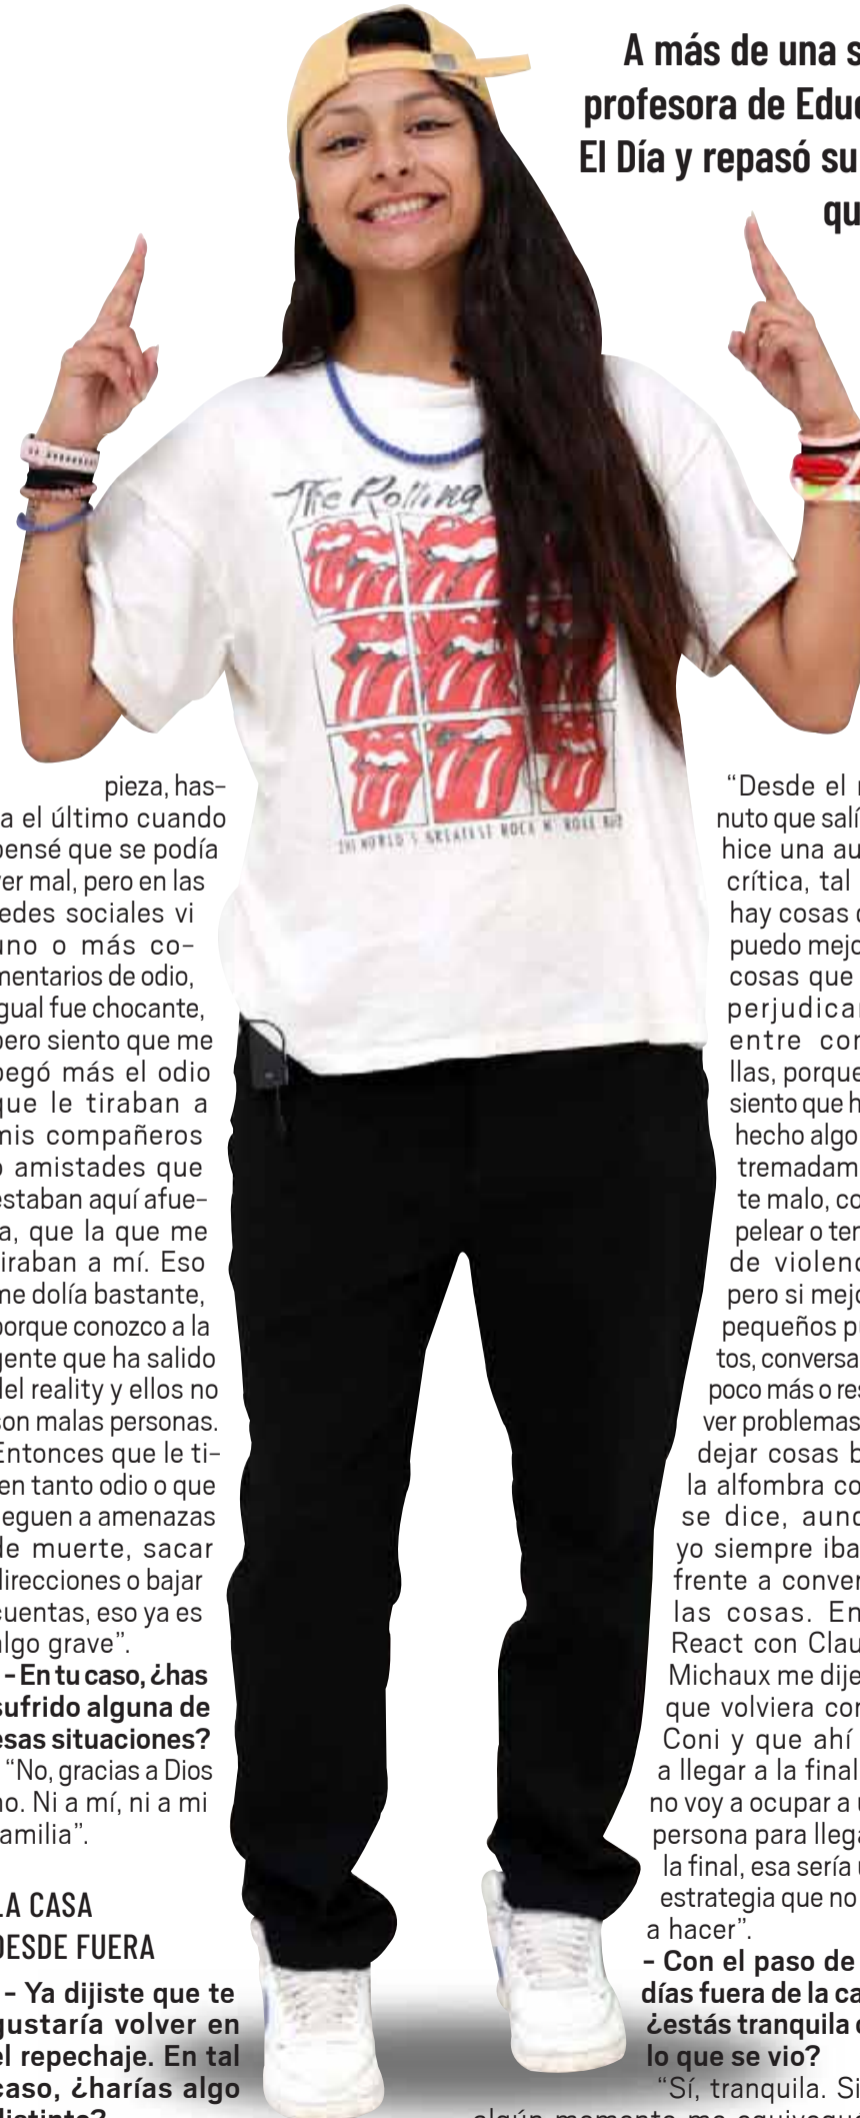 A más de una s
profesora de Educ
El Día y repasó su
qu
The Rolling
THE WORLD'S GREATEST ROCK N' ROLL
pieza, has-
a el último cuando
pensé que se podía
ver mal, pero en las
edes sociales vi
uno o más co-
mentarios de odio,
gual fue chocante,
pero siento que me
pegó más el odio
que le tiraban a
mis compañeros
o amistades que
estaban aquí afue-
a, que la que me
iraban a mí. Eso
me dolía bastante,
porque conozco a la
gente que ha salido
del reality y ellos no
son malas personas.
Entonces que le ti-
en tanto odio o que
eguen a amenazas
de muerte, sacar
direcciones o bajar
cuentas, eso ya es
algo grave”.
- En tu caso, ¿has
sufrido alguna de
esas situaciones?
“No, gracias a Dios
no. Ni a mí, ni a mi
familia”.
LA CASA
DESDE FUERA
- Ya dijiste que te
gustaría volver en
el repechaje. En tal
caso, ¿harías algo
distinto?
“Desde el
nuto que salí
hice una au
crítica, tal
hay cosas
puedo mejo
cosas que
perjudicar
entre con
llas, porque
siento que h
hecho algo
tremadam
te malo, co
pelear o ter
de violenc
pero si mejo
pequeños pu
tos, conversa
poco más o res
ver problemas
dejar cosas b
la alfombra co
se dice, aunq
yo siempre iba
frente a conver
las cosas. En
React con Clau
Michaux me dije
que volviera con
Coni y que ahí
a llegar a la final
no voy a ocupar a u
persona para llega
la final, esa sería u
estrategia que no
a hacer”.
- Con el paso de
días fuera de la ca
¿estás tranquila c
lo que se vio?
“Sí, tranquila. Si
algún momento me equivoqué